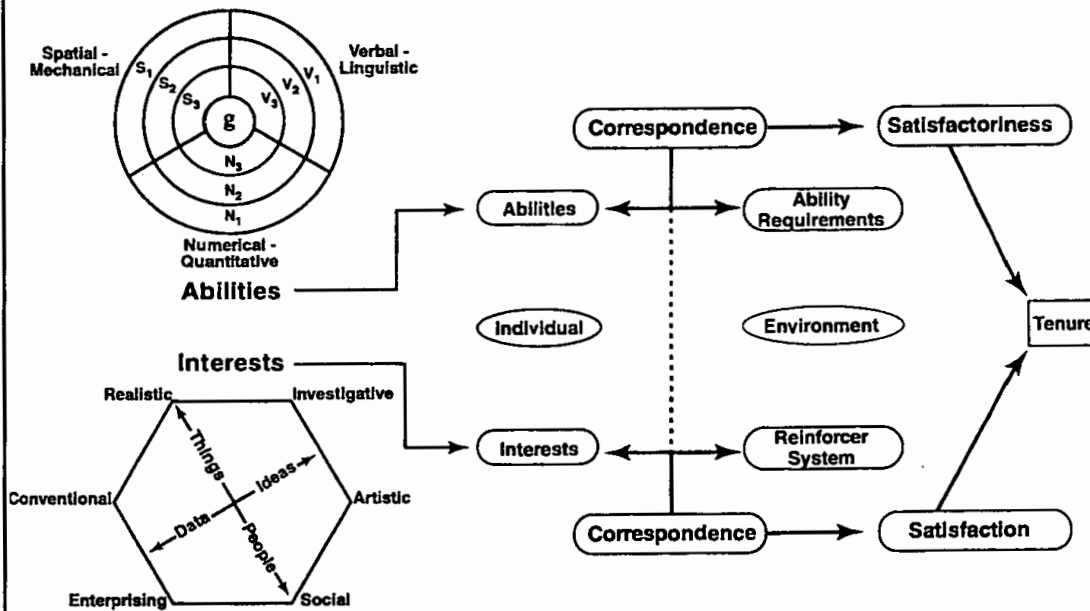 Spatial -
Mechanical
Verbal -
Linguistic
S1
S2
S3
V1
V2
V3
g
N3
N2
N1
Numerical -
Quantitative
Abilities
Interests
Realistic
Investigative
Conventional
Artistic
Enterprising
Social
Things
Ideas
Data
People
Correspondence
Satisfactoriness
Abilities
Ability
Requirements
Individual
Environment
Tenure
Interests
Reinforcer
System
Correspondence
Satisfaction